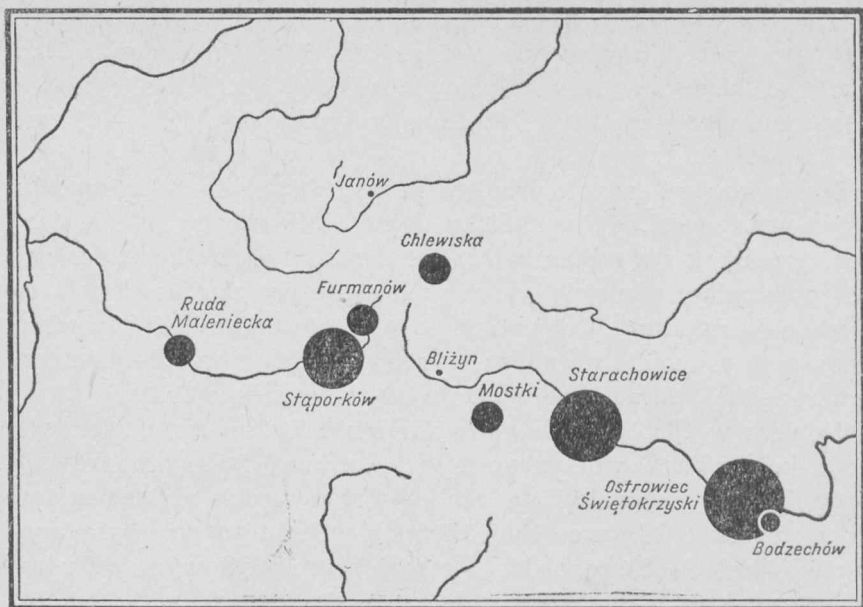 Janów
Chlewiska
Furmanów
Ruda
Maleniecka
Stąporków
Bliżyn
Mostki
Starachowice
Ostrowiec
Świętokrzyski
Bodzechów